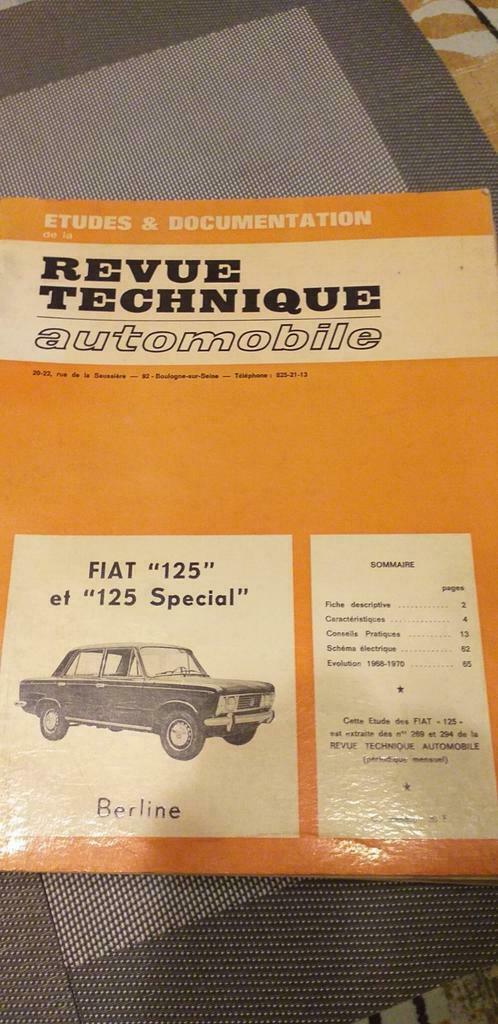 ETUDES & DOCUMENTATION
de la
REVUE
TECHNIQUE
automobile
20-22, rue de la Saussière — 92 - Boulogne-sur-Seine — Téléphone : 825-21-13
FIAT "125"
et "125 Special"
Berline
SOMMAIRE
pages
Fiche descriptive ............ 2
Caractéristiques ............ 4
Conseils Pratiques ............ 13
Schéma électrique ............ 62
Evolution 1968-1970 ............ 65
★
Cette Etude des FIAT « 125 »
est extraite des nos 269 et 294 de la
REVUE TECHNIQUE AUTOMOBILE
(périodique mensuel)
★